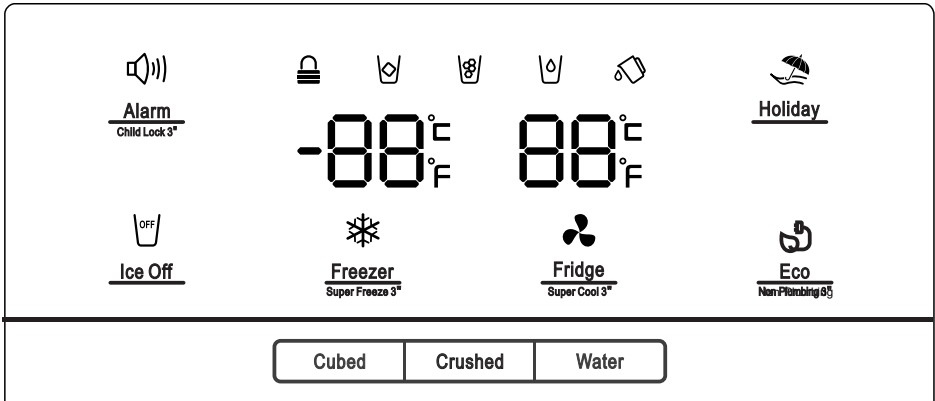 Alarm
Child Lock 3"
-88°C
°F
88°C
°F
Holiday
OFF
Ice Off
Freezer
Super Freeze 3"
Fridge
Super Cool 3"
Eco
Cubed
Crushed
Water